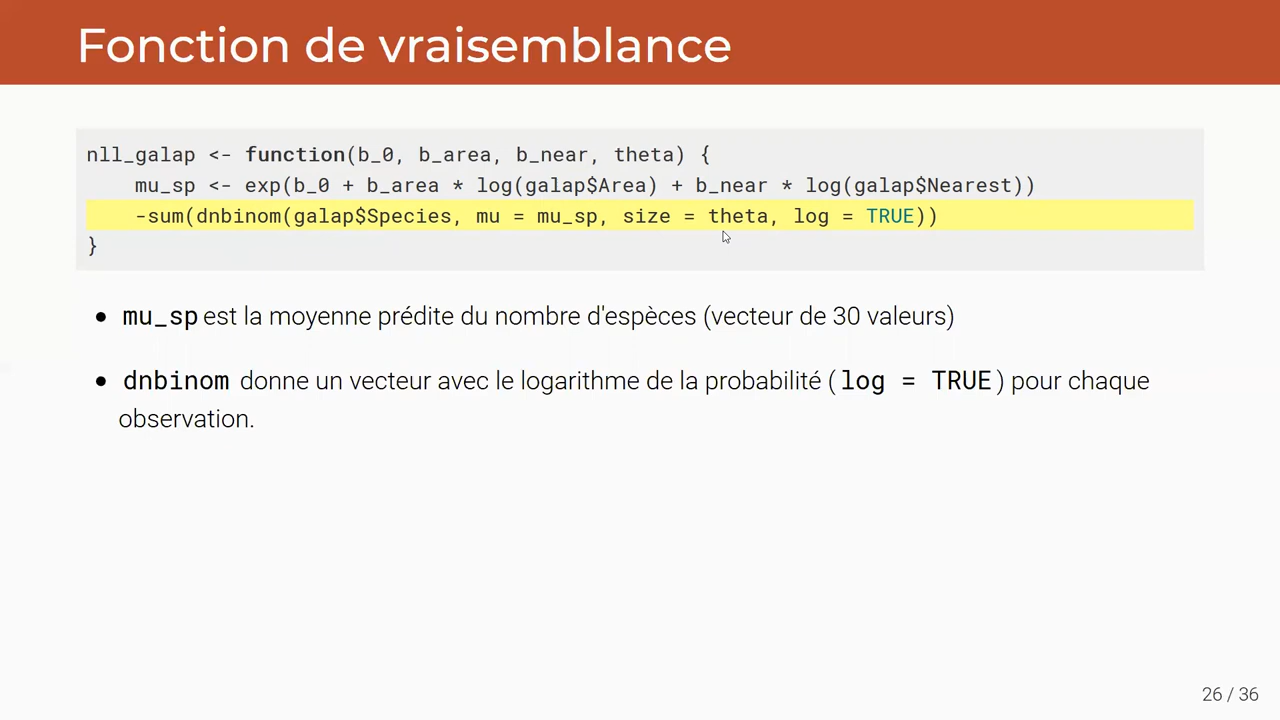 Fonction de vraisemblance
nll_galap <- function(b_0, b_area, b_near, theta) {
    mu_sp <- exp(b_0 + b_area * log(galap$Area) + b_near * log(galap$Nearest))
    -sum(dnbinom(galap$Species, mu = mu_sp, size = theta, log = TRUE))
}
• mu_sp est la moyenne prédite du nombre d'espèces (vecteur de 30 valeurs)
• dnbinom donne un vecteur avec le logarithme de la probabilité (log = TRUE) pour chaque
observation.
26 / 36